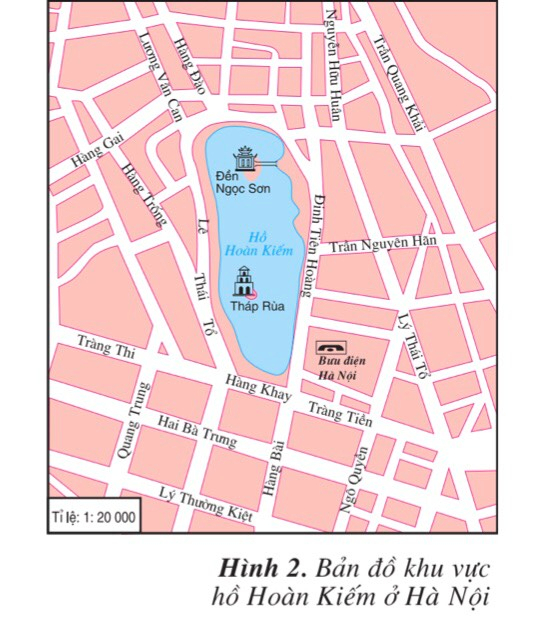 Lương Văn Can
Hàng Đào
Nguyễn Hữu Huân
Trần Quang Khải
Hàng Gai
Hàng Trống
Đền
Ngọc Sơn
Lê Thái Tổ
Hồ
Hoàn Kiếm
Đinh Tiên Hoàng
Trần Nguyên Hãn
Tháp Rùa
Lý Thái Tổ
Tràng Thi
Bưu điện
Hà Nội
Hàng Khay
Tràng Tiền
Quang Trung
Hai Bà Trưng
Hàng Bài
Ngô Quyền
Lý Thường Kiệt
Tỉ lệ: 1: 20 000
Hình 2. Bản đồ khu vực
hồ Hoàn Kiếm ở Hà Nội